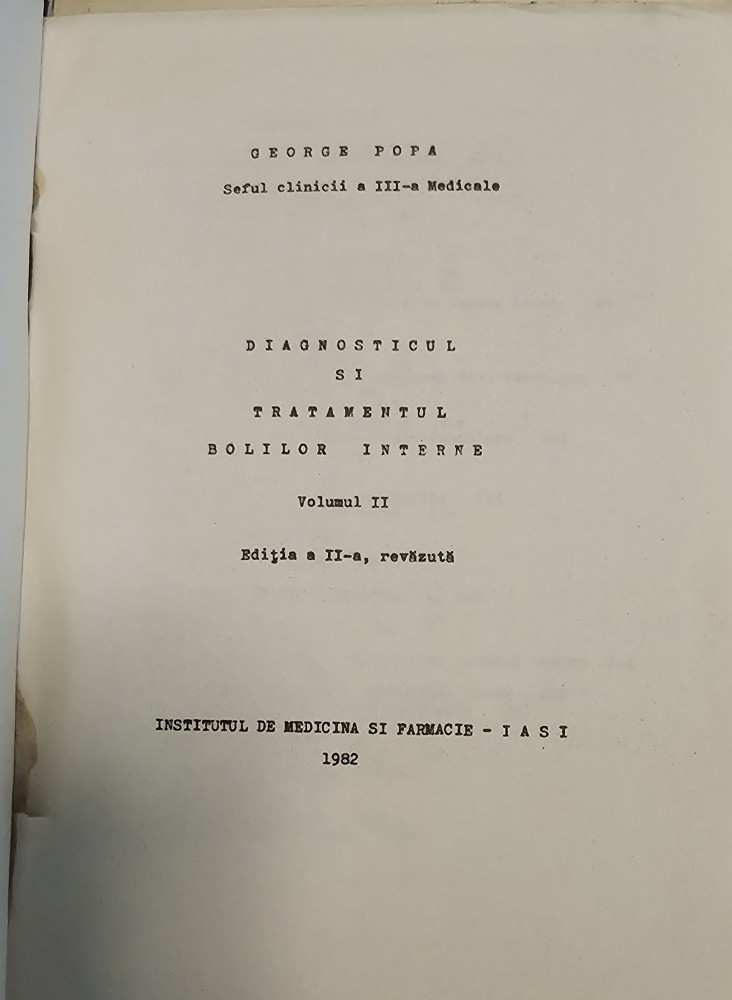 GEORGE POPA
Seful clinicii a III-a Medicale
DIAGNOSTICUL
SI
TRATAMENTUL
BOLILOR INTERNE
Volumul II
Ediţia a II-a, revăzută
INSTITUTUL DE MEDICINA SI FARMACIE - I A S I
1982